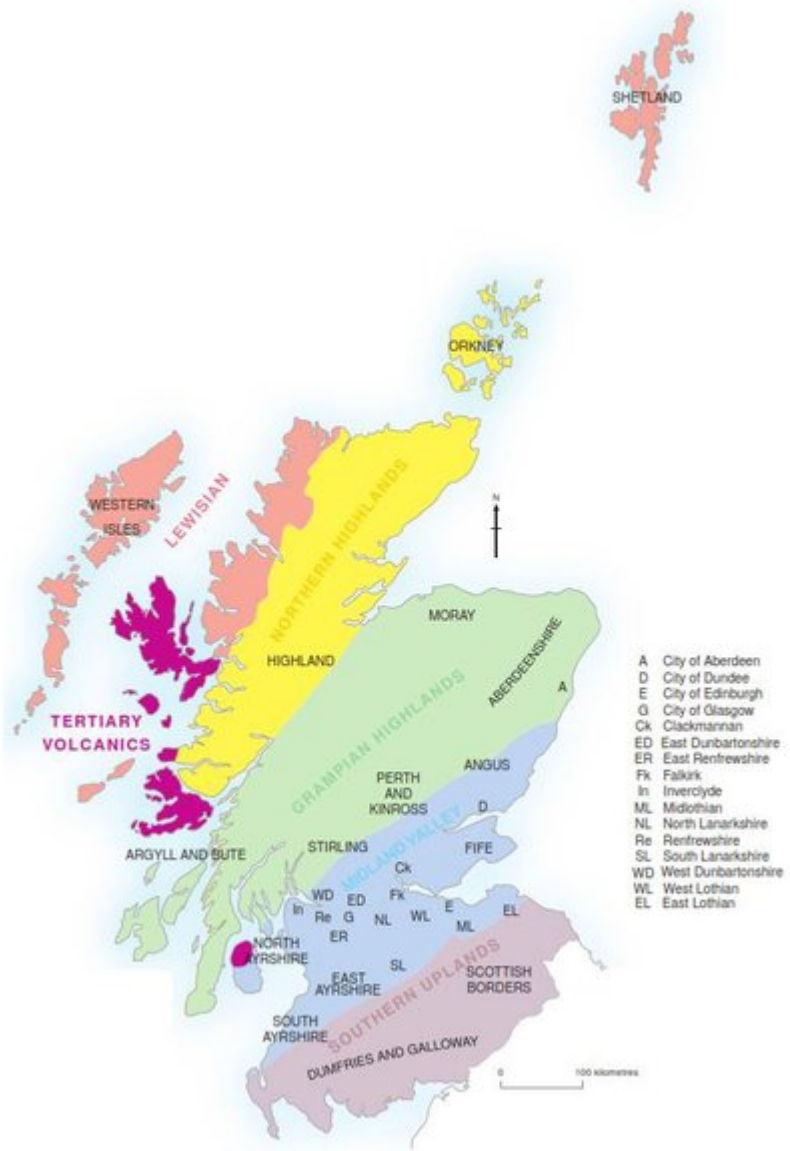 SHETLAND
ORKNEY
WESTERN
ISLES
LEWISIAN
N
NORTHERN HIGHLANDS
MORAY
ABERDEENSHIRE
HIGHLAND
A
TERTIARY
VOLCANICS
GRAMPIAN HIGHLANDS
ANGUS
PERTH
AND
KINROSS
D
MIDLAND VALLEY
STIRLING
FIFE
ARGYLL AND BUTE
Ck
WD
ED
Fk
In
Re
G
NL
WL
E
EL
ER
ML
NORTH
AYRSHIRE
SL
EAST
AYRSHIRE
SOUTHERN UPLANDS
SCOTTISH
BORDERS
SOUTH
AYRSHIRE
DUMFRIES AND GALLOWAY
A City of Aberdeen
D City of Dundee
E City of Edinburgh
G City of Glasgow
Ck Clackmannan
ED East Dunbartonshire
ER East Renfrewshire
Fk Falkirk
In Inverclyde
ML Midlothian
NL North Lanarkshire
Re Renfrewshire
SL South Lanarkshire
WD West Dunbartonshire
WL West Lothian
EL East Lothian
0 100 kilometres